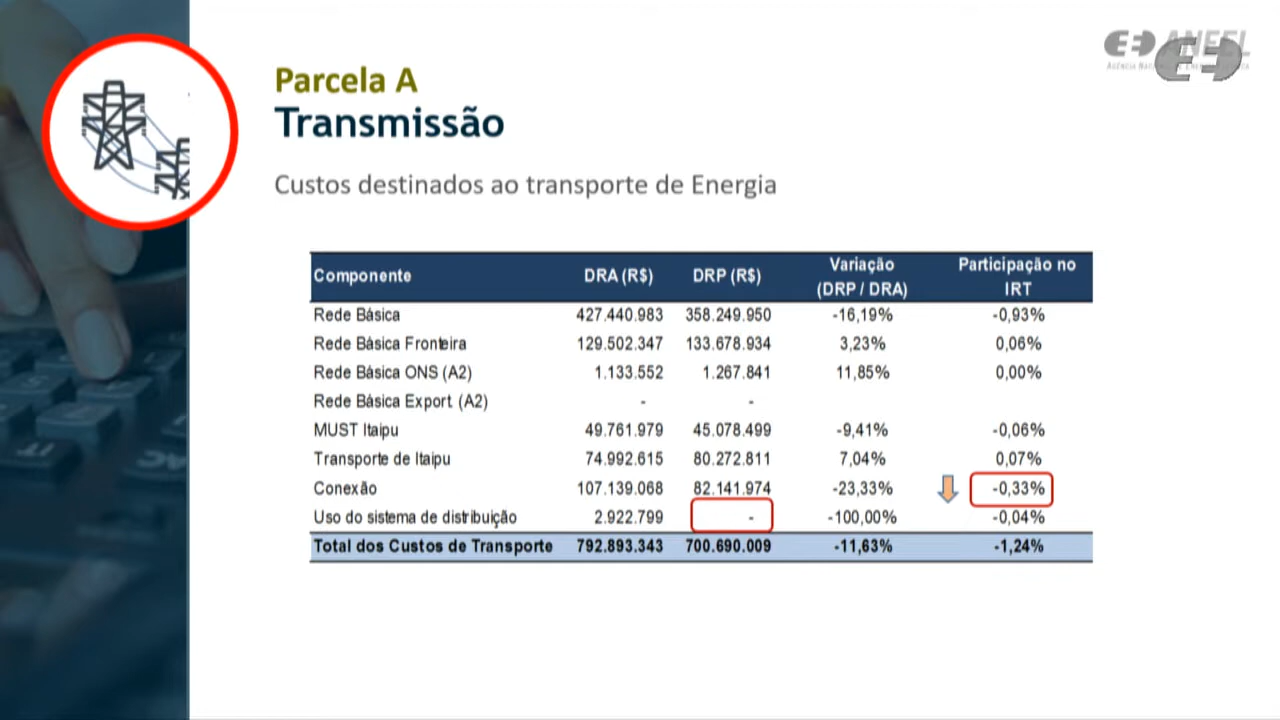 ANEEL
Parcela A
Transmissão
Custos destinados ao transporte de Energia
Componente DRA (R$) DRP (R$) Variação (DRP / DRA) Participação no IRT
Rede Básica 427.440.983 358.249.950 -16,19% -0,93%
Rede Básica Fronteira 129.502.347 133.678.934 3,23% 0,06%
Rede Básica ONS (A2) 1.133.552 1.267.841 11,85% 0,00%
Rede Básica Export. (A2) - -
MUST Itaipu 49.761.979 45.078.499 -9,41% -0,06%
Transporte de Itaipu 74.992.615 80.272.811 7,04% 0,07%
Conexão 107.139.068 82.141.974 -23,33% -0,33%
Uso do sistema de distribuição 2.922.799 - -100,00% -0,04%
Total dos Custos de Transporte 792.893.343 700.690.009 -11,63% -1,24%